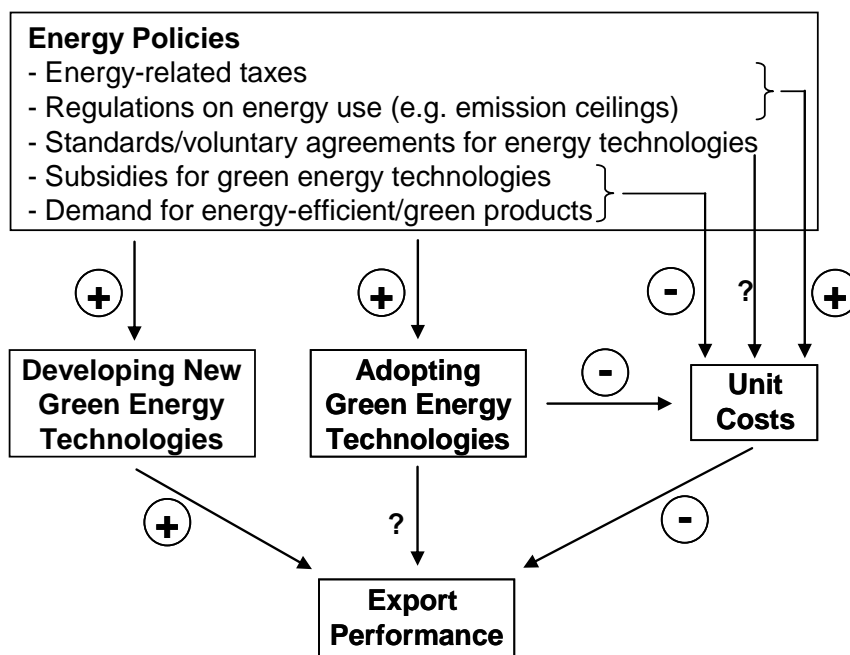 Energy Policies
- Energy-related taxes
- Regulations on energy use (e.g. emission ceilings)
- Standards/voluntary agreements for energy technologies
- Subsidies for green energy technologies
- Demand for energy-efficient/green products
+
+
-
?
+
Developing New
Green Energy
Technologies
Adopting
Green Energy
Technologies
-
Unit
Costs
+
?
-
Export
Performance